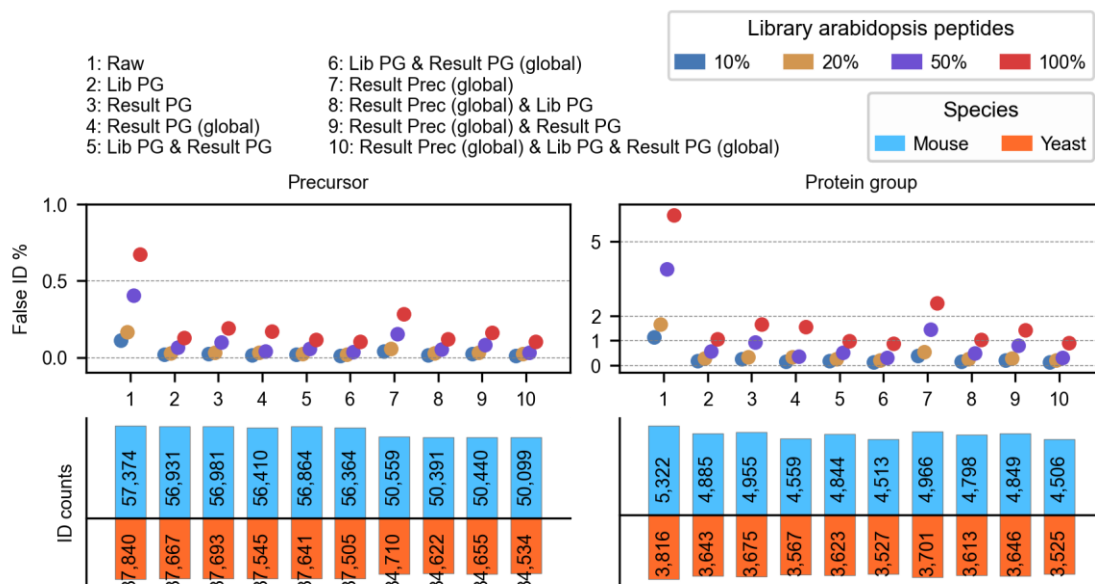 Library arabidopsis peptides
10% 20% 50% 100%
1: Raw
2: Lib PG
3: Result PG
4: Result PG (global)
5: Lib PG & Result PG
6: Lib PG & Result PG (global)
7: Result Prec (global)
8: Result Prec (global) & Lib PG
9: Result Prec (global) & Result PG
10: Result Prec (global) & Lib PG & Result PG (global)
Species
Mouse Yeast
Precursor
False ID %
1.0
0.5
0.0
1 2 3 4 5 6 7 8 9 10
Protein group
5
2
1
0
1 2 3 4 5 6 7 8 9 10
ID counts
57,374 56,931 56,981 56,410 56,864 56,364 50,559 50,391 50,440 50,099
5,322 4,885 4,955 4,559 4,844 4,513 4,966 4,798 4,849 4,506
3,816 3,643 3,675 3,567 3,623 3,527 3,701 3,613 3,646 3,525